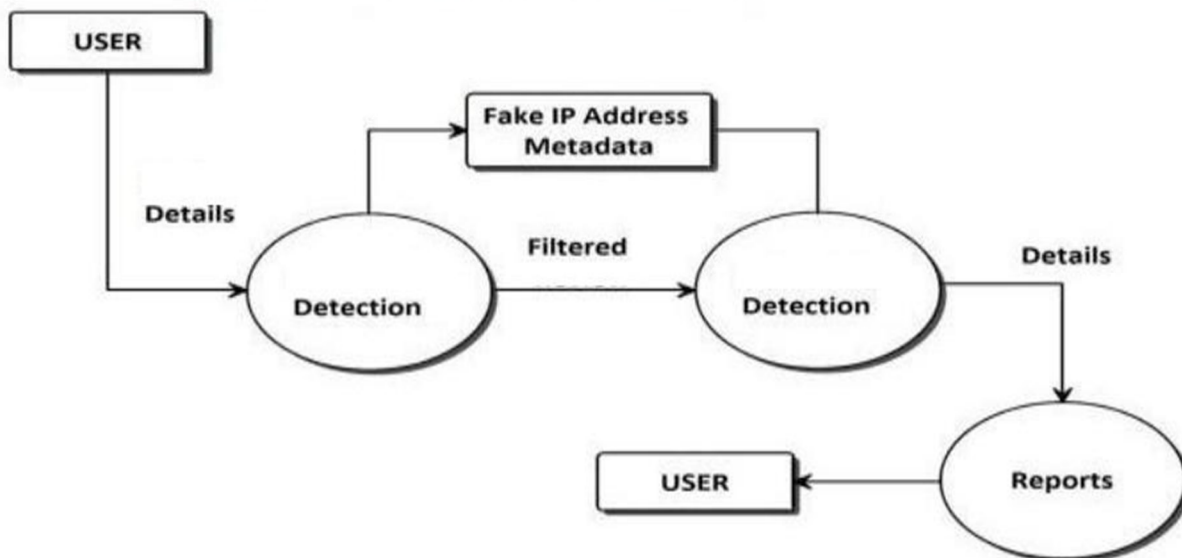 USER
Fake IP Address
Metadata
Details
Filtered
Details
Detection
Detection
USER
Reports